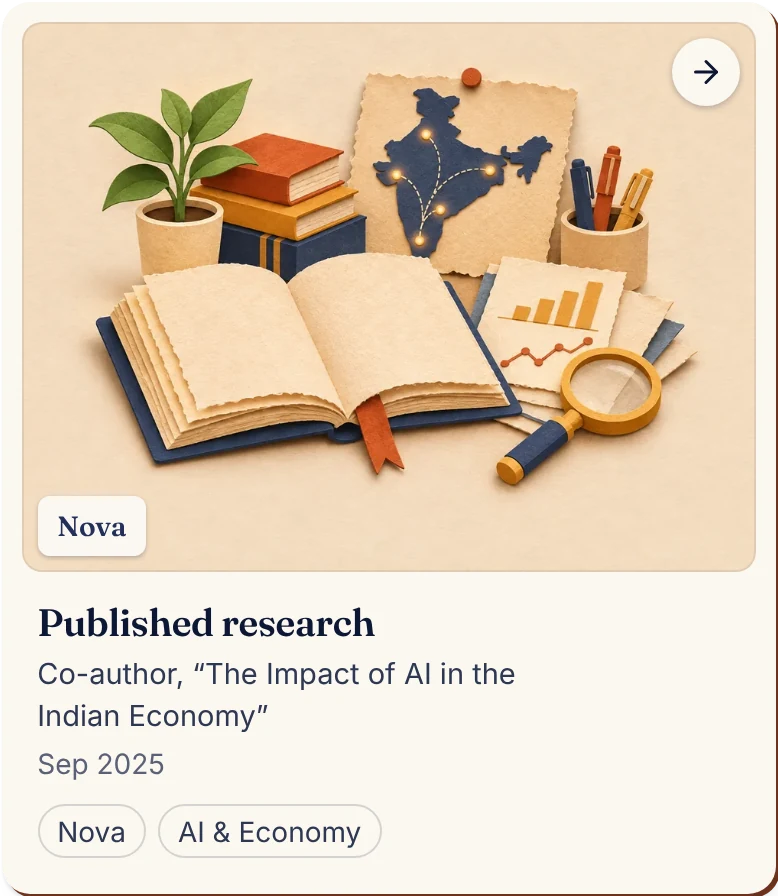 Nova
Published research
Co-author, “The Impact of AI in the
Indian Economy”
Sep 2025
Nova
AI & Economy